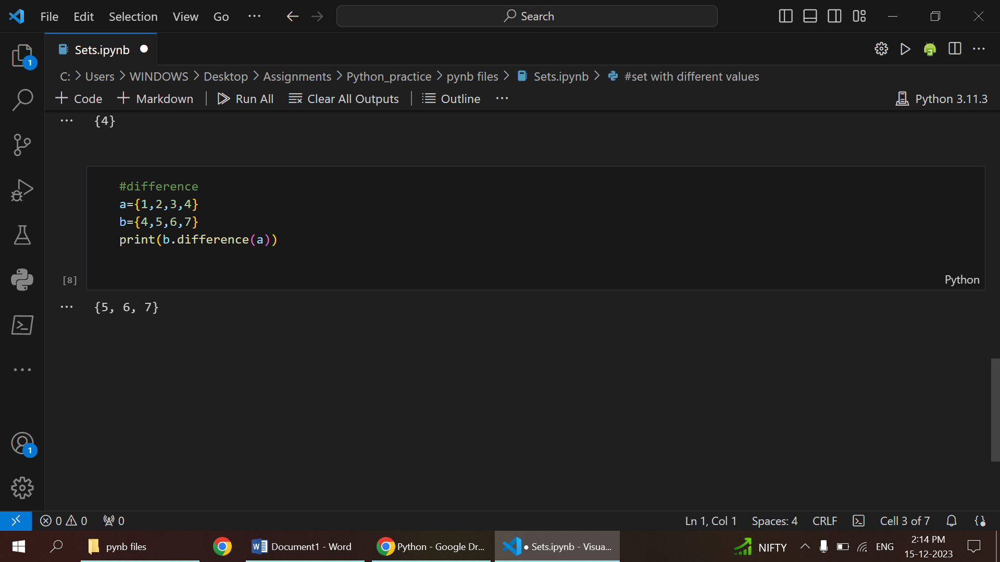 File Edit Selection View Go ··· Search
Sets.ipynb
C: > Users > WINDOWS > Desktop > Assignments > Python_practice > pynb files > Sets.ipynb > #set with different values
+ Code + Markdown | Run All Clear All Outputs | Outline ··· Python 3.11.3
··· {4}
#difference
a={1,2,3,4}
b={4,5,6,7}
print(b.difference(a))
[8] Python
··· {5, 6, 7}
1
1
0 0 0 Ln 1, Col 1 Spaces: 4 CRLF Cell 3 of 7
pynb files Document1 - Word Python - Google Dr... ● Sets.ipynb - Visua... NIFTY ENG 2:14 PM
15-12-2023